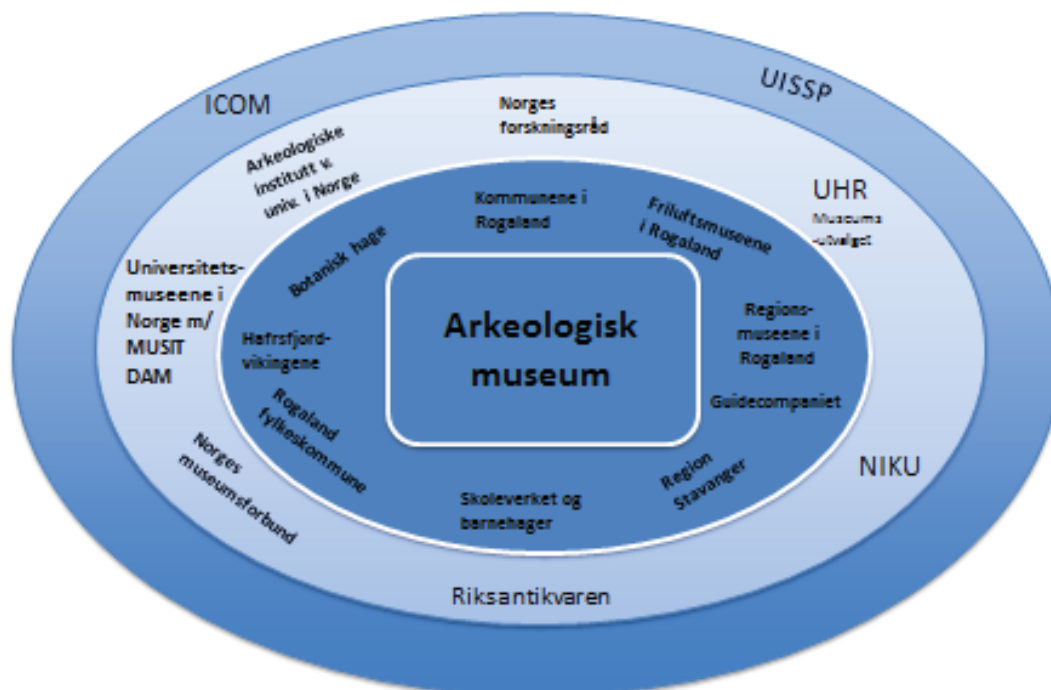 ICOM
UISSP
Norges
forskningsråd
Arkeologiske
institutt v.
univ. i Norge
UHR
Museums
-utvalget
Kommunene i
Rogaland
Friluftsmuseene
i Rogaland
Botanisk hage
Universitets-
museene i
Norge m/
MUSIT
DAM
Hafrsfjord-
vikingene
Arkeologisk
museum
Regions-
museene i
Rogaland
Guidecompaniet
Rogaland
fylkeskommune
Norges
museumsforbund
Skoleverket og
barnehager
Region
Stavanger
NIKU
Riksantikvaren